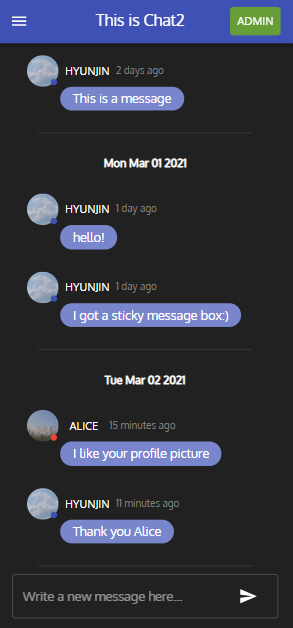 This is Chat2
ADMIN
HYUNJIN 2 days ago
This is a message
Mon Mar 01 2021
HYUNJIN 1 day ago
hello!
HYUNJIN 1 day ago
I got a sticky message box:)
Tue Mar 02 2021
ALICE 15 minutes ago
I like your profile picture
HYUNJIN 11 minutes ago
Thank you Alice
Write a new message here...